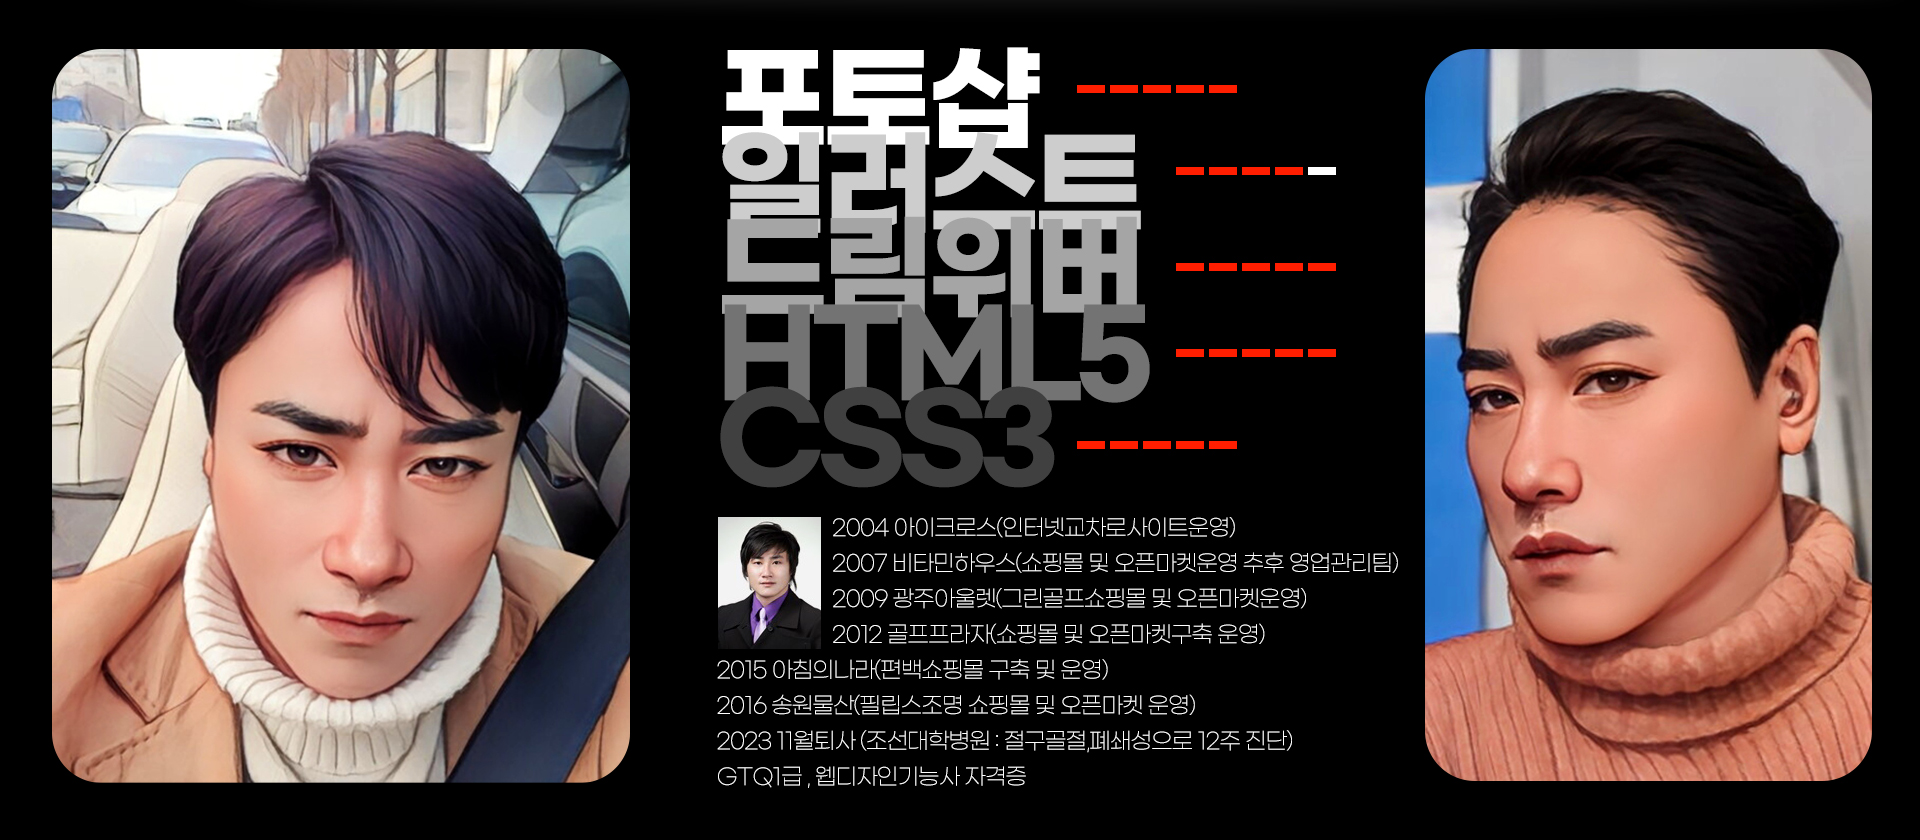 포토샵
일러스트
드림위버
HTML5
CSS3
2004 아이크로스(인터넷교차로사이트운영)
2007 비타민하우스(쇼핑몰 및 오픈마켓운영 추후 영업관리팀)
2009 광주아울렛(그린골프쇼핑몰 및 오픈마켓운영)
2012 골프프라자(쇼핑몰 및 오픈마켓구축 운영)
2015 아침의나라(편백쇼핑몰 구축 및 운영)
2016 송원물산(필립스조명 쇼핑몰 및 오픈마켓 운영)
2023 11월퇴사 (조선대학병원 : 절구골절,폐쇄성으로 12주 진단)
GTQ1급 , 웹디자인기능사 자격증